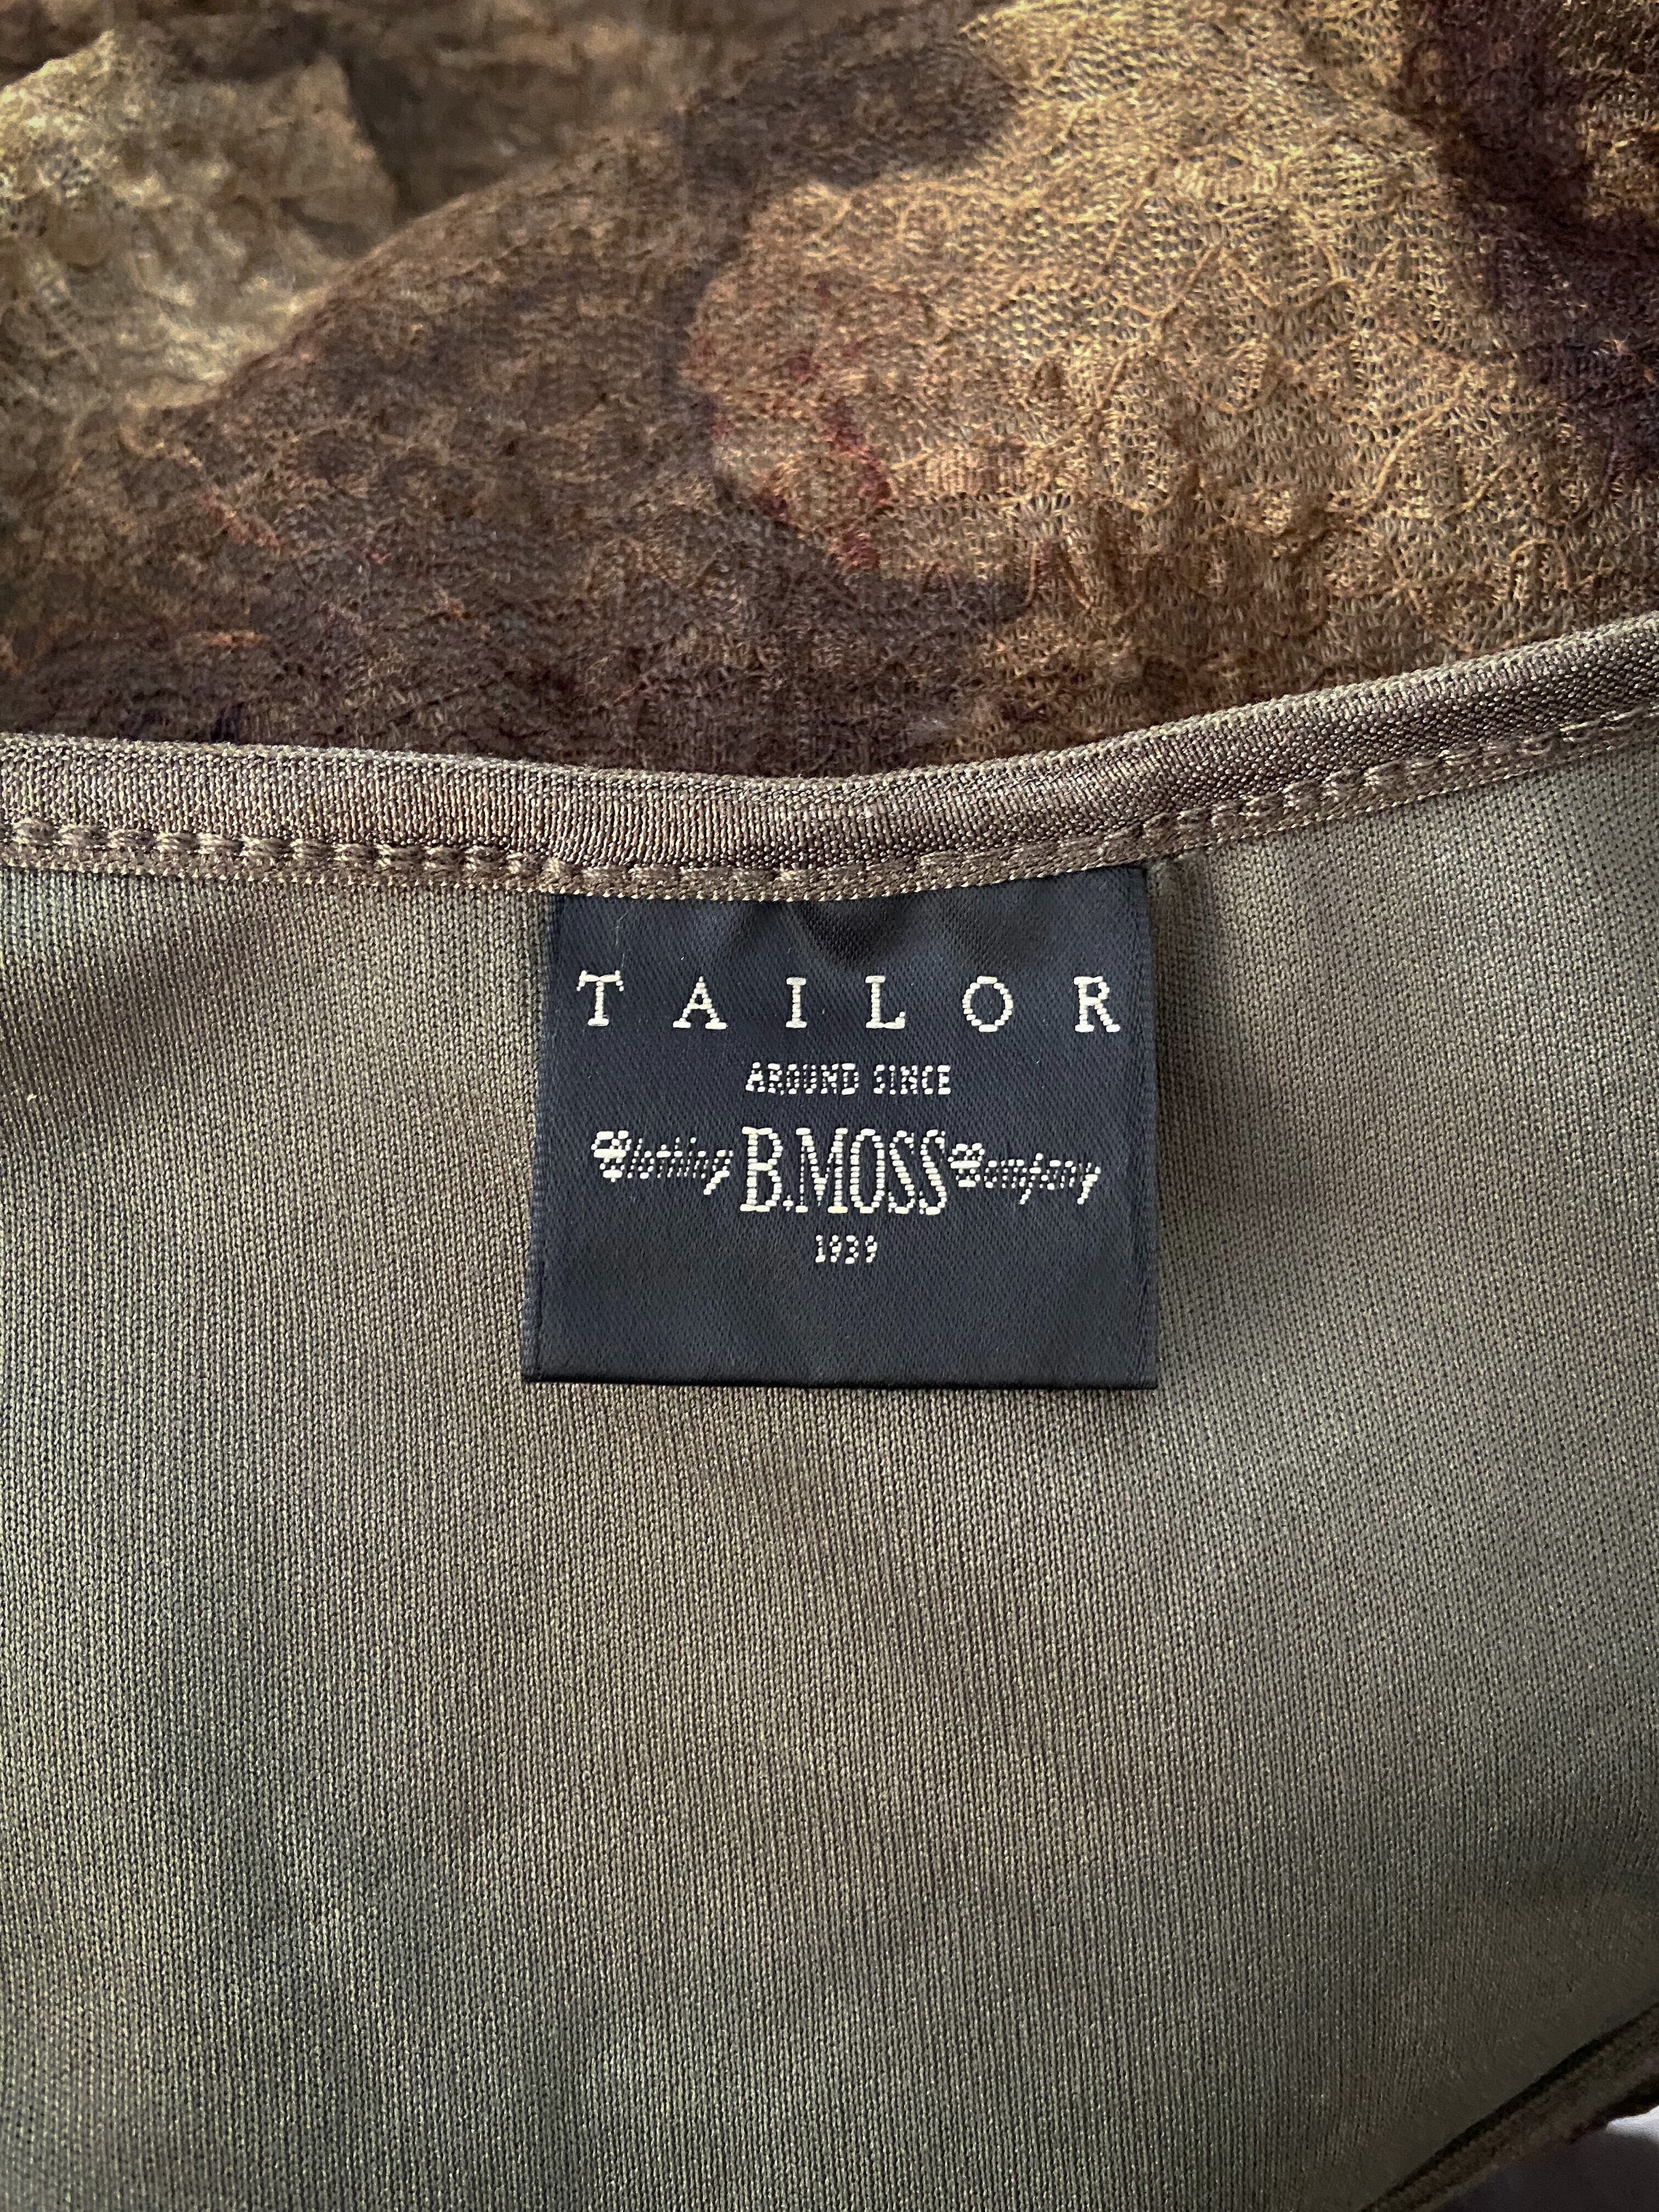 TAILOR
AROUND SINCE
Clothing B.MOSS Company
1939